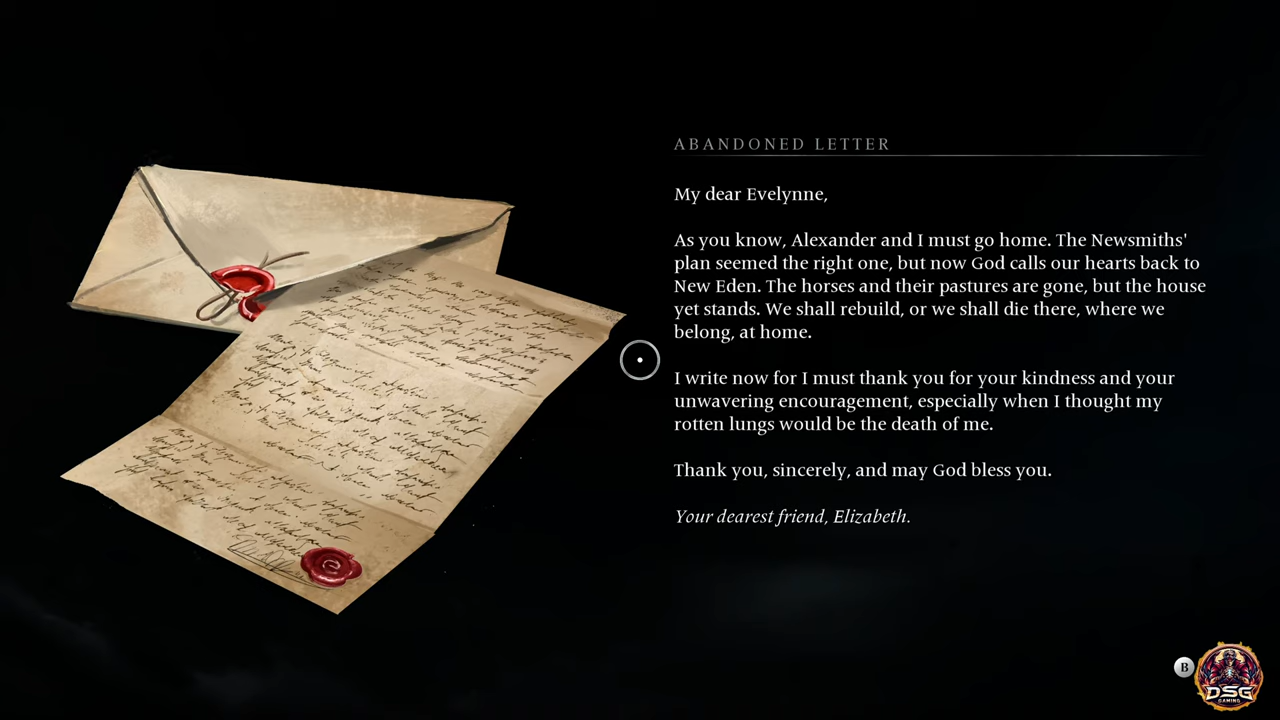 ABANDONED LETTER
My dear Evelynne,
As you know, Alexander and I must go home. The Newsmiths'
plan seemed the right one, but now God calls our hearts back to
New Eden. The horses and their pastures are gone, but the house
yet stands. We shall rebuild, or we shall die there, where we
belong, at home.
I write now for I must thank you for your kindness and your
unwavering encouragement, especially when I thought my
rotten lungs would be the death of me.
Thank you, sincerely, and may God bless you.
Your dearest friend, Elizabeth.
B
DSG
GAMING